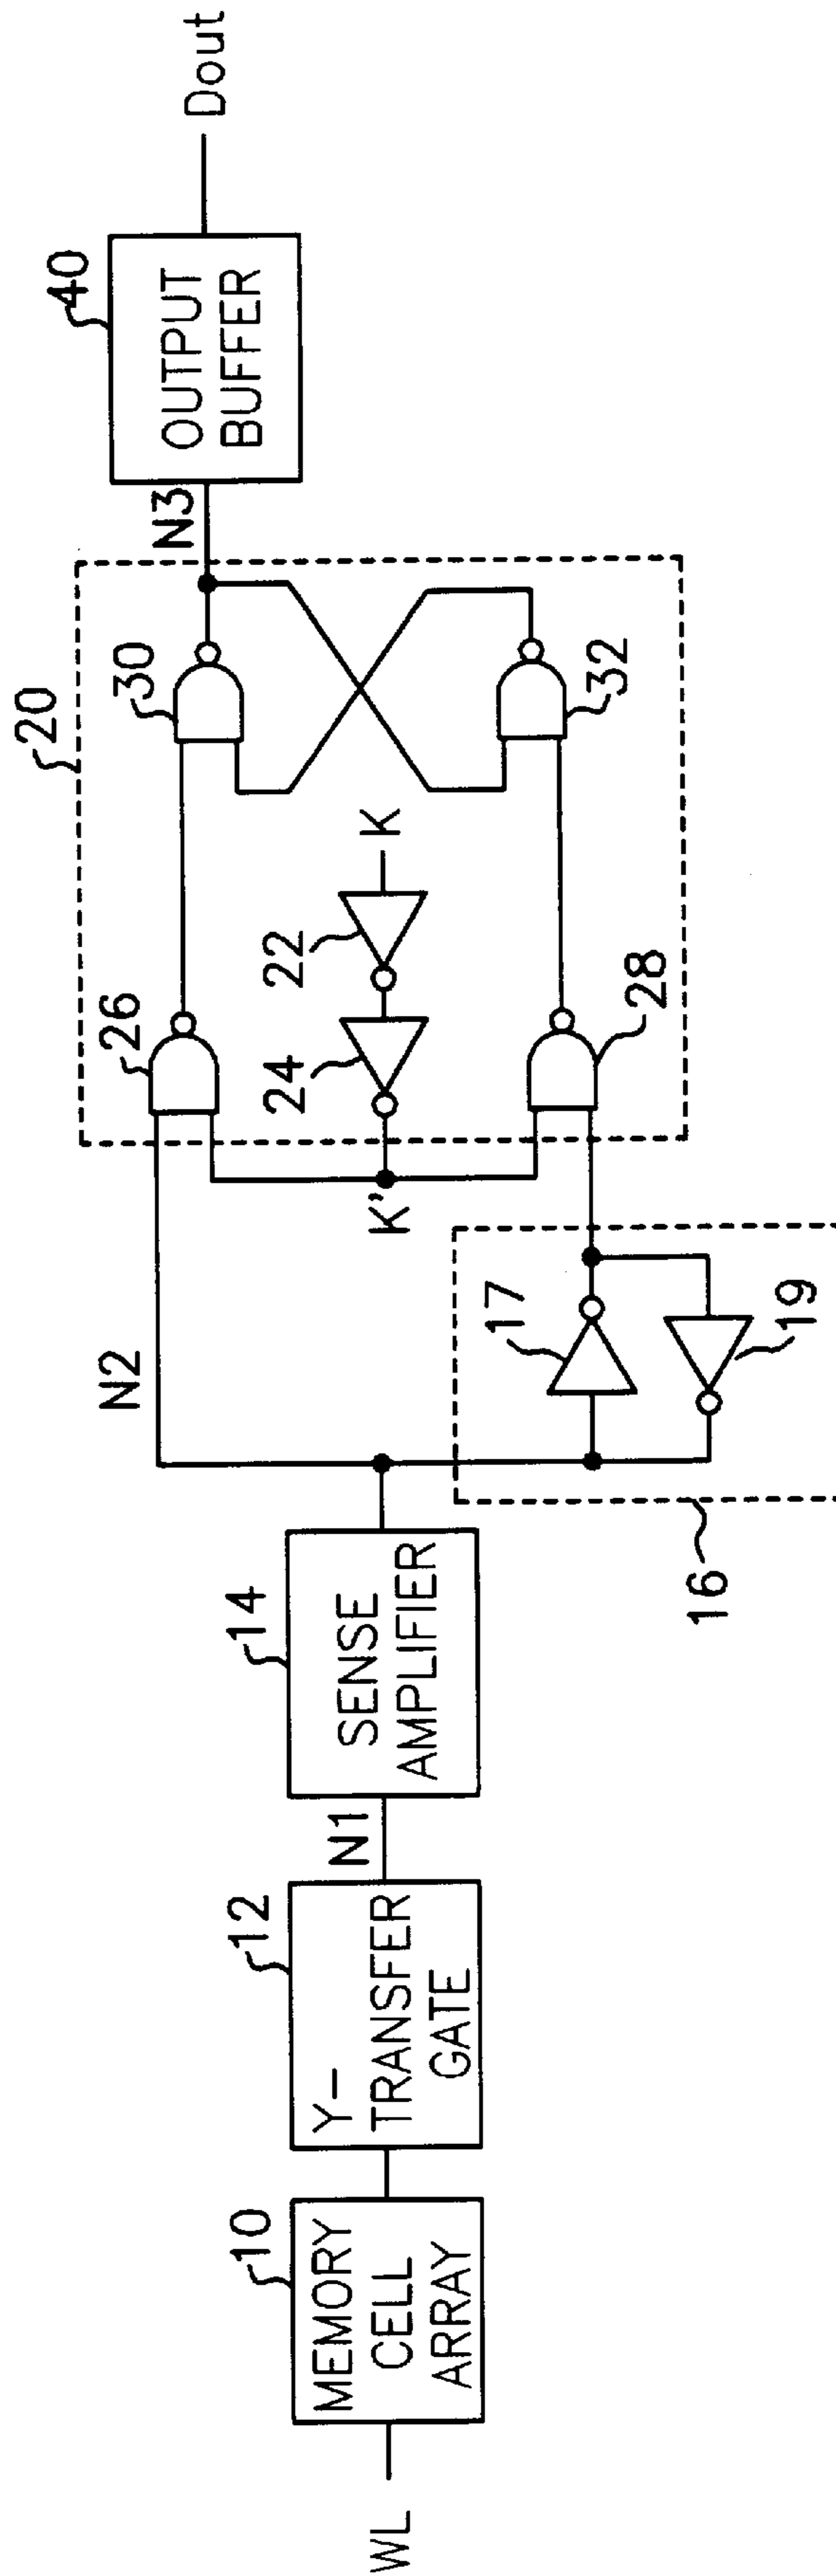 WL
10
MEMORY
CELL
ARRAY
12
Y-
TRANSFER
GATE
N1
14
SENSE
AMPLIFIER
N2
16
17
19
K'
20
26
24
22
K
28
30
32
N3
40
OUTPUT
BUFFER
Dout